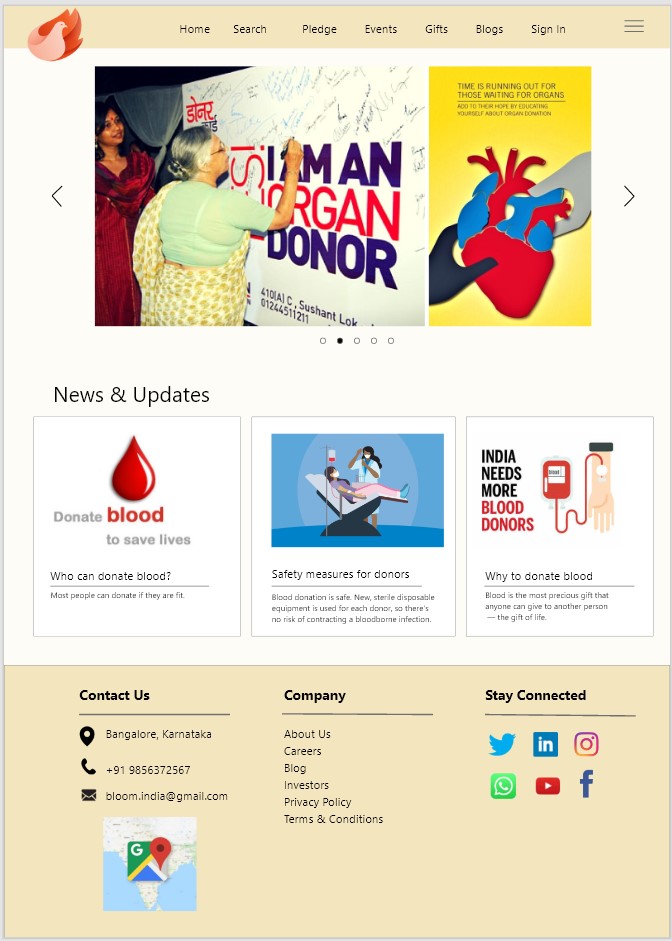 Home Search Pledge Events Gifts Blogs Sign In
डोनर
कार्ड
I AM AN
ORGAN
DONOR
410(A) C , Sushant Lok
01244511211
TIME IS RUNNING OUT FOR
THOSE WAITING FOR ORGANS
ADD TO THEIR HOPE BY EDUCATING
YOURSELF ABOUT ORGAN DONATION
News & Updates
Donate blood
to save lives
Who can donate blood?
Most people can donate if they are fit.
Safety measures for donors
Blood donation is safe. New, sterile disposable
equipment is used for each donor, so there's
no risk of contracting a bloodborne infection.
INDIA
NEEDS
MORE
BLOOD
DONORS
Why to donate blood
Blood is the most precious gift that
anyone can give to another person
— the gift of life.
Contact Us
Bangalore, Karnataka
+91 9856372567
bloom.india@gmail.com
Company
About Us
Careers
Blog
Investors
Privacy Policy
Terms & Conditions
Stay Connected